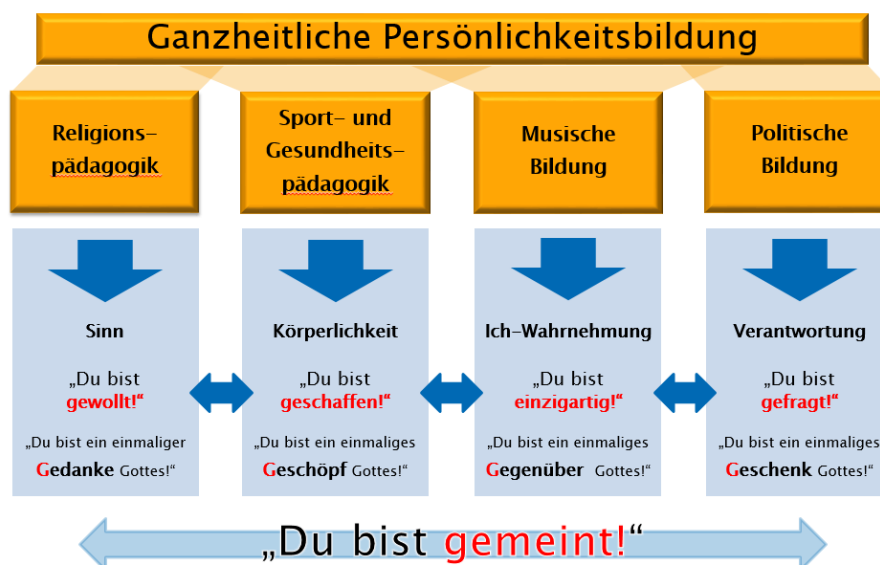 Ganzheitliche Persönlichkeitsbildung
Religions-
pädagogik
Sport- und
Gesundheits-
pädagogik
Musische
Bildung
Politische
Bildung
Sinn
„Du bist
gewollt!“
„Du bist ein einmaliger
Gedanke Gottes!“
Körperlichkeit
„Du bist
geschaffen!“
„Du bist ein einmaliges
Geschöpf Gottes!“
Ich-Wahrnehmung
„Du bist
einzigartig!“
„Du bist ein einmaliges
Gegenüber Gottes!“
Verantwortung
„Du bist
gefragt!“
„Du bist ein einmaliges
Geschenk Gottes!“
„Du bist gemeint!“